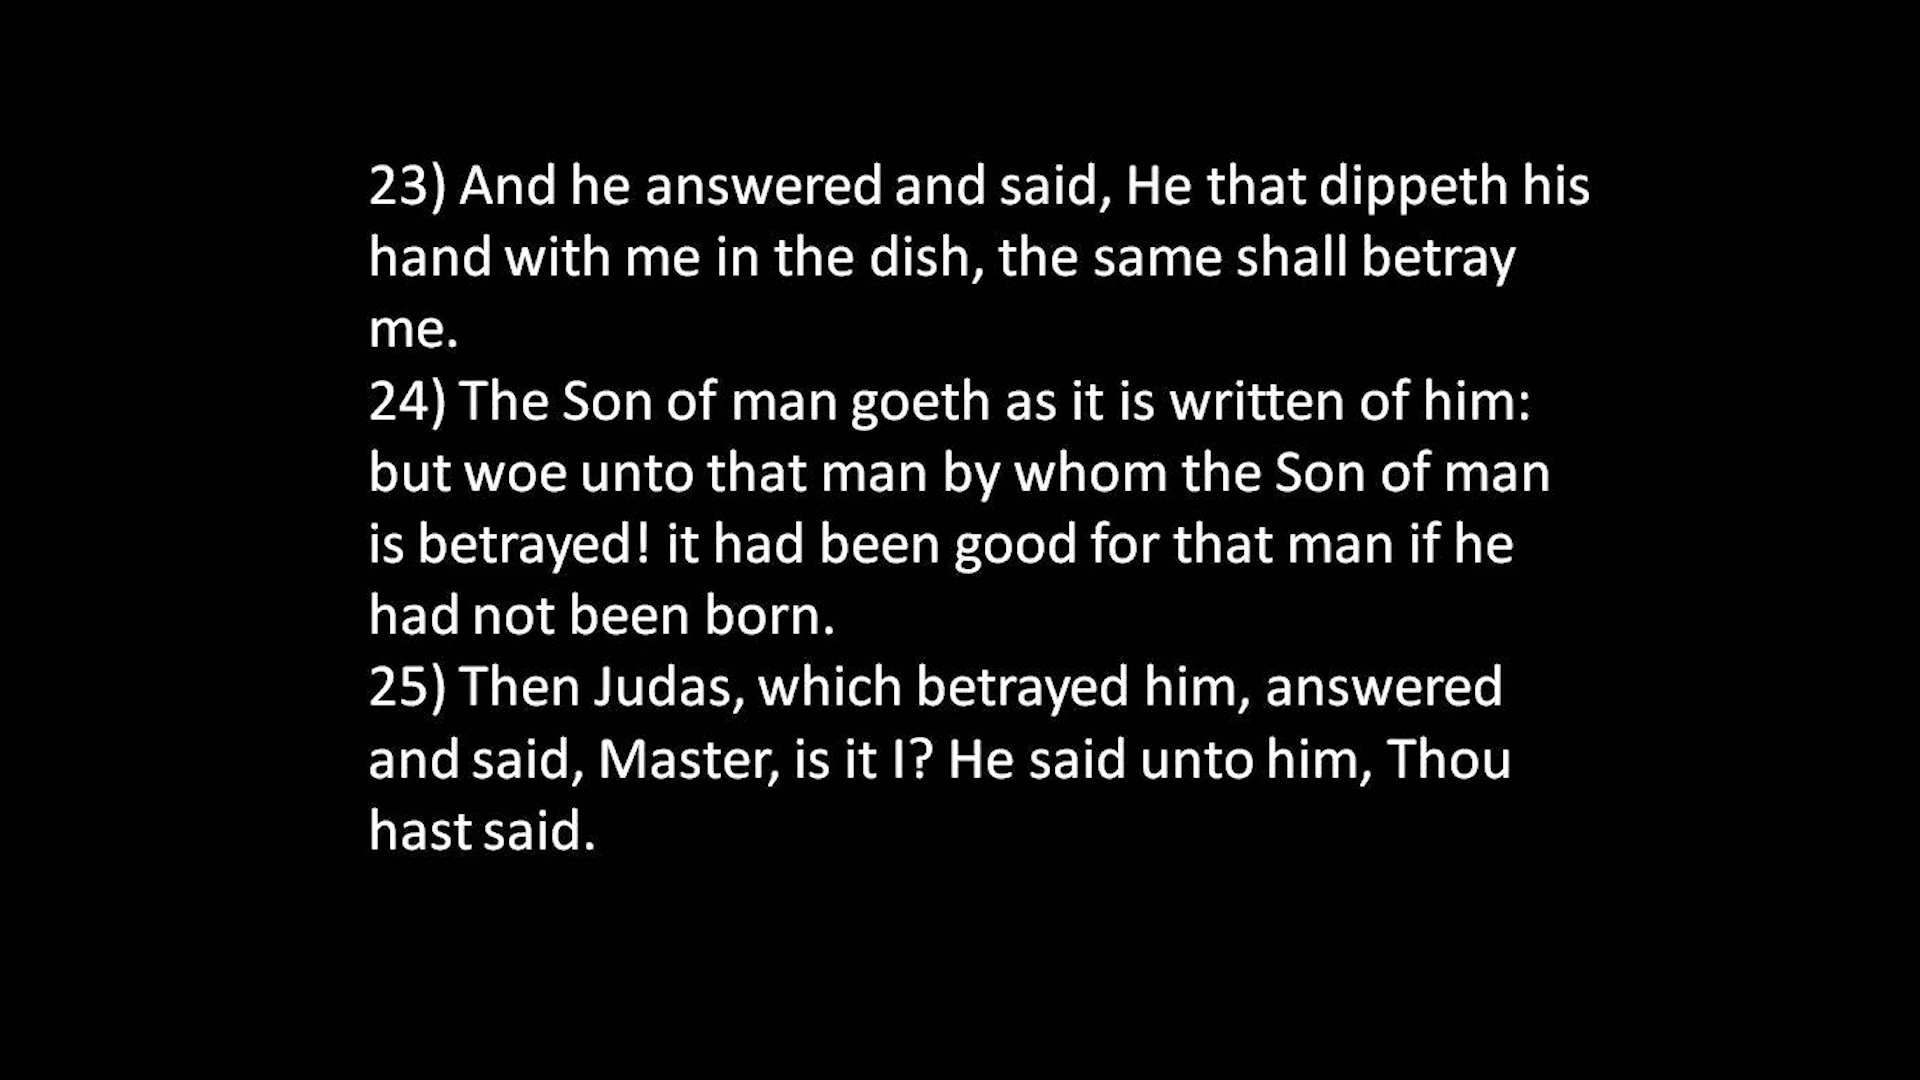 23) And he answered and said, He that dippeth his
hand with me in the dish, the same shall betray
me.
24) The Son of man goeth as it is written of him:
but woe unto that man by whom the Son of man
is betrayed! it had been good for that man if he
had not been born.
25) Then Judas, which betrayed him, answered
and said, Master, is it I? He said unto him, Thou
hast said.